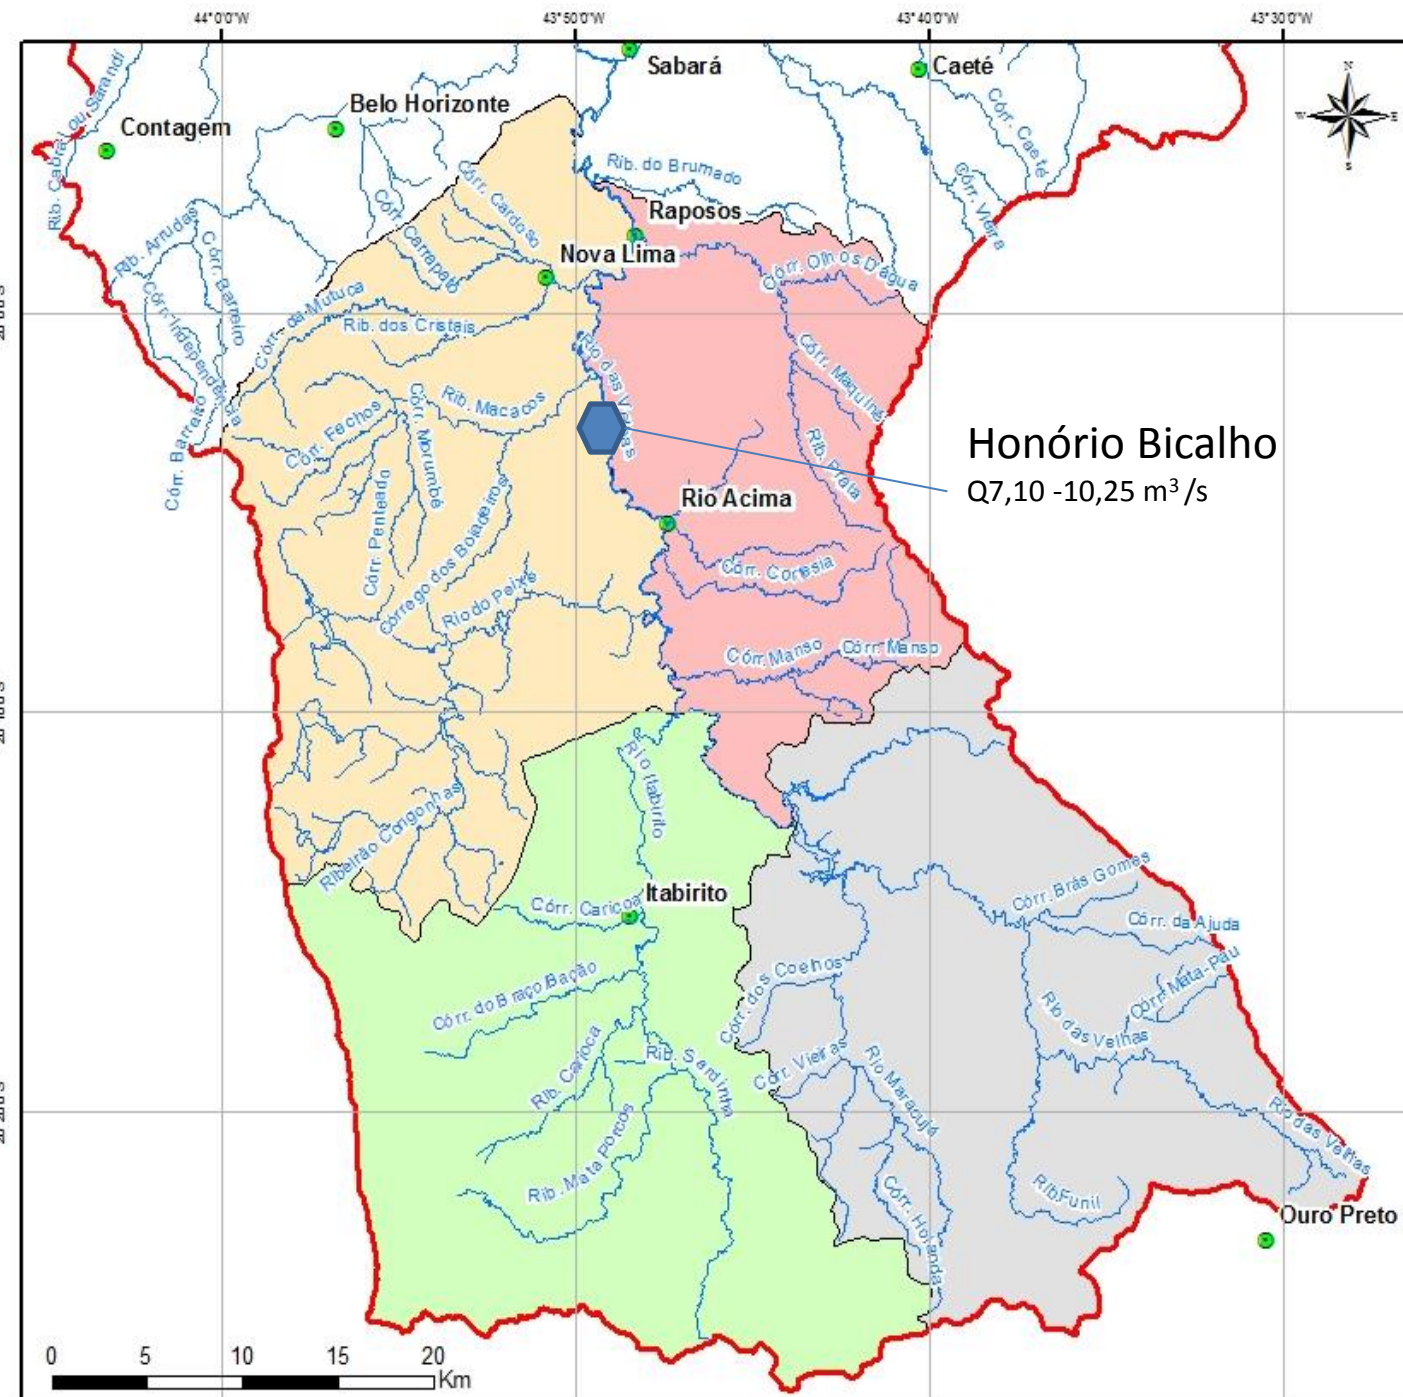 44°0'0"W
43°50'0"W
43°40'0"W
43°30'0"W
Sabará
Caeté
N
W
E
S
Belo Horizonte
Contagem
Rib. Cabral ou Sarandí
Córr. Caeté
Córr. Vieira
Rib. do Brumado
Córr. Cardoso
Córr. Carrapato
Raposos
Nova Lima
Rib. Arrudas
Córr. Barreiro
Córr. Independência
Córr. Barreiro
Córr. da Mutuca
Rib. dos Cristais
Córr. Olhos D'água
Rio das Velhas
Córr. Maquiné
Rib. Macacos
Córr. Fechos
Córr. Morumbé
Rib. Prata
Honório Bicalho
Q7,10 -10,25 m³/s
Rio Acima
Córr. Penteado
Córrego dos Boiadeiros
Córr. Cortesia
Rio do Peixe
Córr. Manso
Córr. Manso
Rio Itabirito
Ribeirão Congonhas
Itabirito
Córr. Carioca
Córr. Brás Gomes
Córr. da Ajuda
Córr. Mata-Pau
Córr. dos Coelhos
Córr. do Braço/Bação
Rio das Velhas
Rib. Carioca
Rib. Sardinha
Córr. Vieiras
Rio Maracujá
Rib. Mata Porcos
Rio das Velhas
Rib Funil
Córr. Holanda
Ouro Preto
0
5
10
15
20
Km